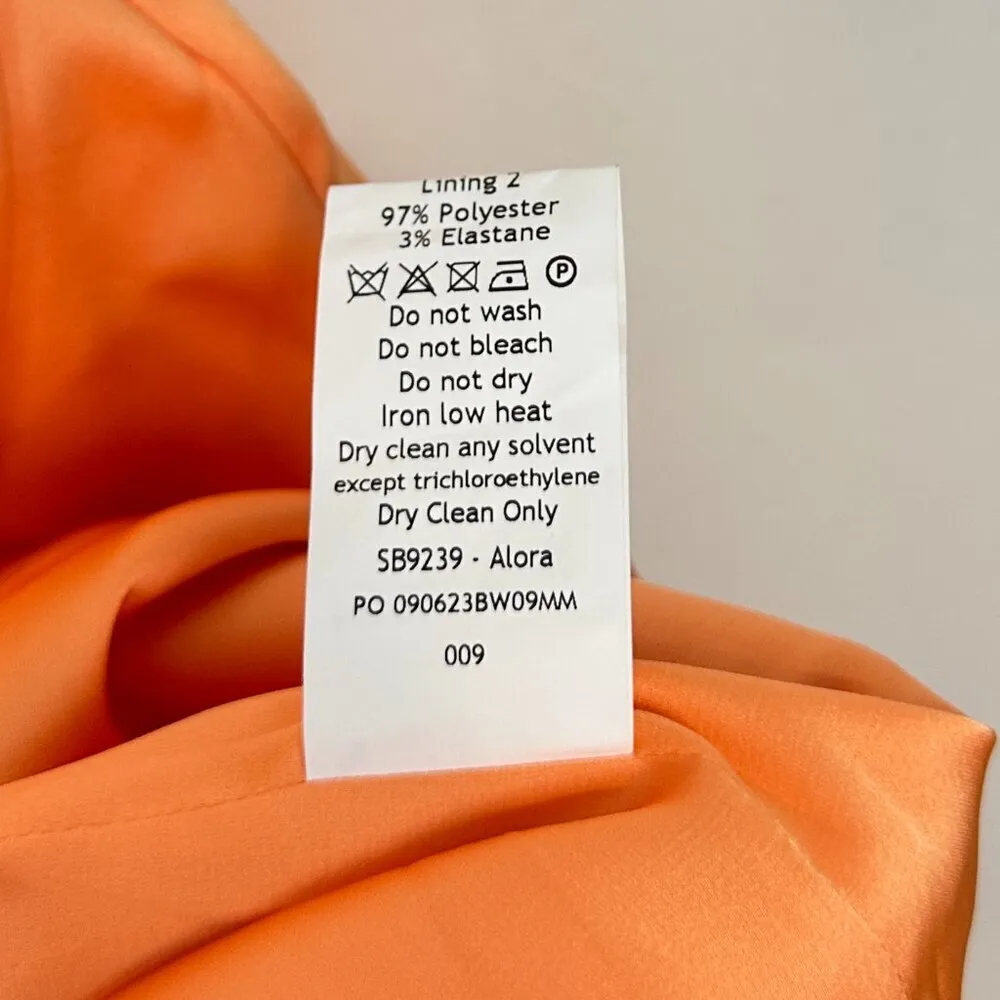 Lining 2
97% Polyester
3% Elastane
P
Do not wash
Do not bleach
Do not dry
Iron low heat
Dry clean any solvent
except trichloroethylene
Dry Clean Only
SB9239 - Alora
PO 090623BW09MM
009